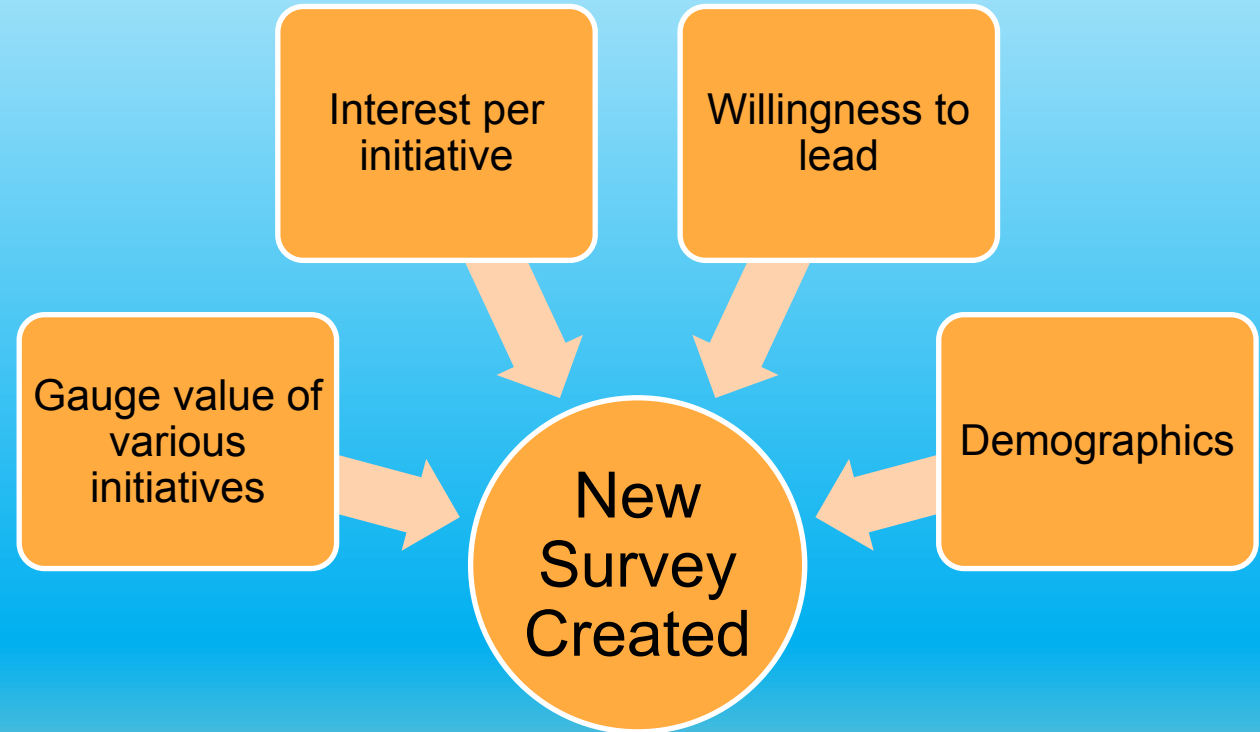 Interest per
initiative
Willingness to
lead
Gauge value of
various
initiatives
Demographics
New
Survey
Created